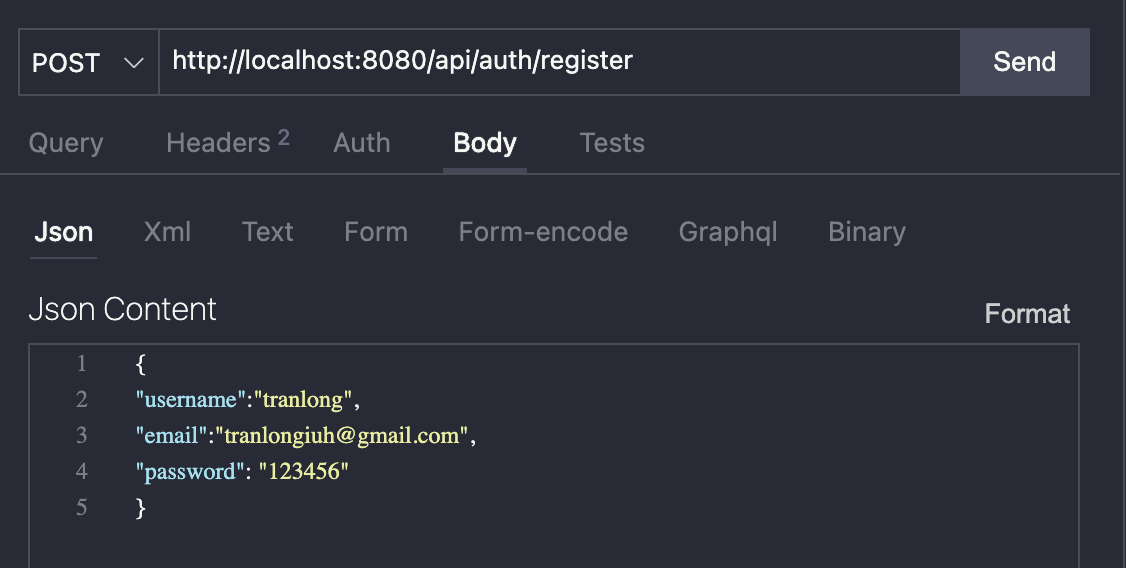 POST http://localhost:8080/api/auth/register Send
Query Headers 2 Auth Body Tests
Json Xml Text Form Form-encode Graphql Binary
Json Content Format
1 {
2 "username":"tranlong",
3 "email":"tranlongiuh@gmail.com",
4 "password": "123456"
5 }